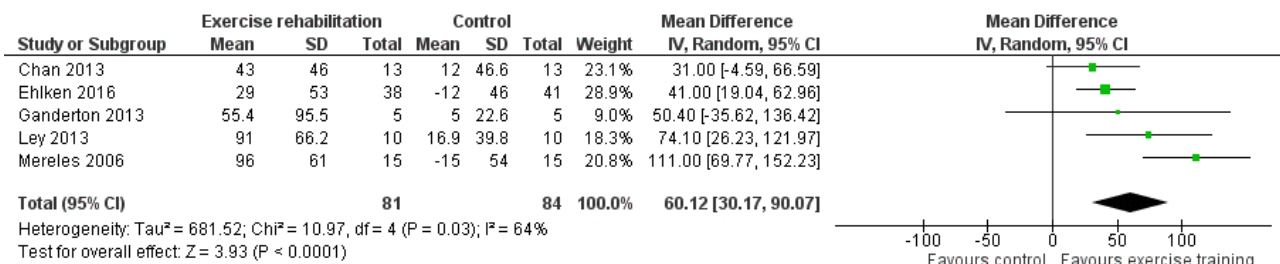 Exercise rehabilitation Control Mean Difference Mean Difference
Study or Subgroup Mean SD Total Mean SD Total Weight IV, Random, 95% CI IV, Random, 95% CI
Chan 2013 43 46 13 12 46.6 13 23.1% 31.00 [-4.59, 66.59]
Ehlken 2016 29 53 38 -12 46 41 28.9% 41.00 [19.04, 62.96]
Ganderton 2013 55.4 95.5 5 5 22.6 5 9.0% 50.40 [-35.62, 136.42]
Ley 2013 91 66.2 10 16.9 39.8 10 18.3% 74.10 [26.23, 121.97]
Mereles 2006 96 61 15 -15 54 15 20.8% 111.00 [69.77, 152.23]
Total (95% CI) 81 84 100.0% 60.12 [30.17, 90.07]
Heterogeneity: Tau² = 681.52; Chi² = 10.97, df = 4 (P = 0.03); I² = 64%
Test for overall effect: Z = 3.93 (P < 0.0001)
-100 -50 0 50 100
Favours control Favours exercise training